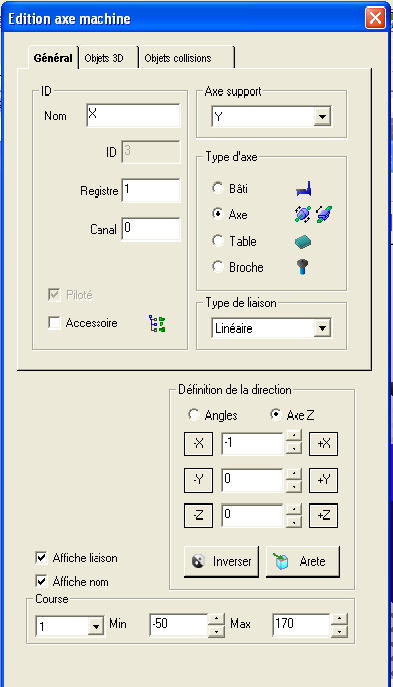 Edition axe machine
Général Objets 3D Objets collisions
ID
Nom X
ID 3
Registre 1
Canal 0
Piloté
Accessoire
Axe support
Y
Type d'axe
Bâti
Axe
Table
Broche
Type de liaison
Linéaire
Définition de la direction
Angles Axe Z
-X -1 +X
-Y 0 +Y
-Z 0 +Z
Inverser Arete
Affiche liaison
Affiche nom
Course
1 Min -50 Max 170